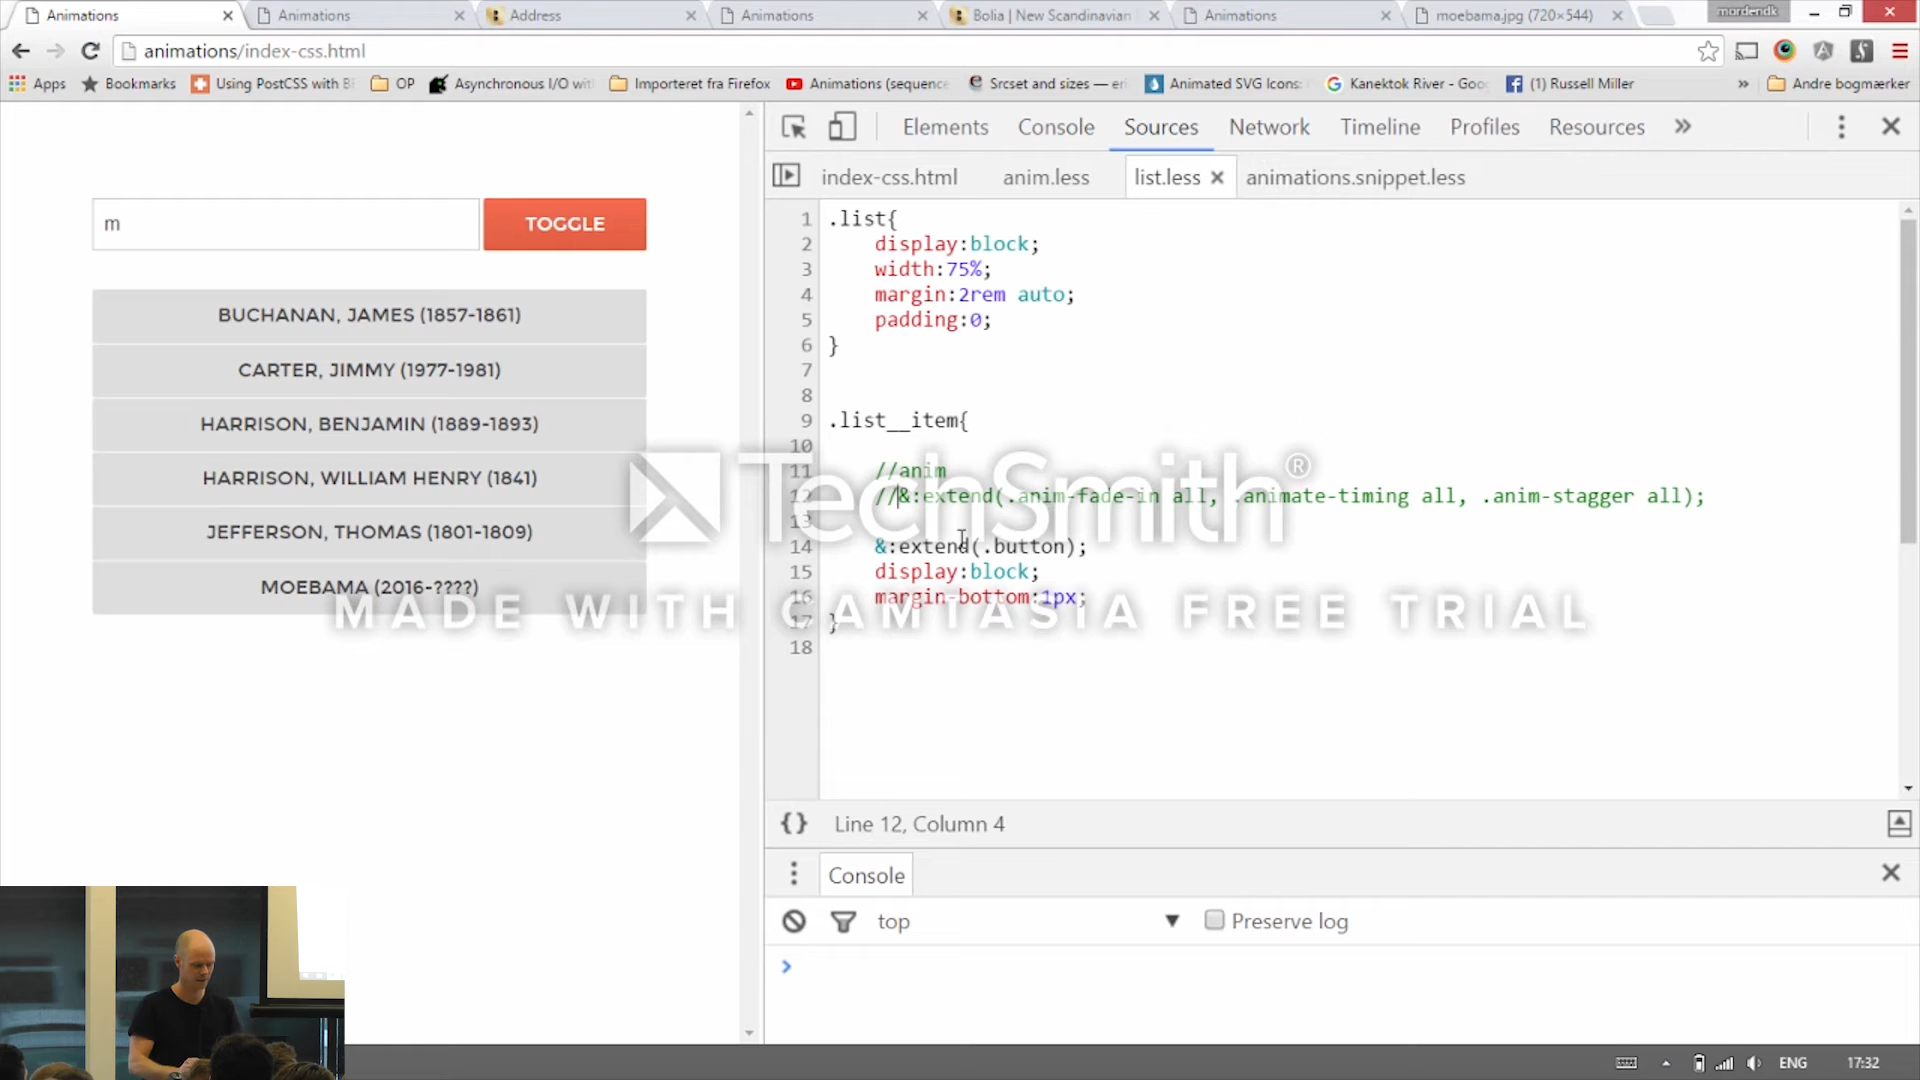 Animations
Animations
Address
Animations
Bolia | New Scandinavian
Animations
moebama.jpg (720×544)
mordendk
animations/index-css.html
Apps
Bookmarks
Using PostCSS with BE
OP
Asynchronous I/O wit
Importeret fra Firefox
Animations (sequence
Srcset and sizes — eri
Animated SVG Icons:
Kanektok River - Goo
(1) Russell Miller
»
Andre bogmærker
m
TOGGLE
BUCHANAN, JAMES (1857-1861)
CARTER, JIMMY (1977-1981)
HARRISON, BENJAMIN (1889-1893)
HARRISON, WILLIAM HENRY (1841)
JEFFERSON, THOMAS (1801-1809)
MOEBAMA (2016-????)
Elements Console Sources Network Timeline Profiles Resources »
index-css.html anim.less list.less animations.snippet.less
1 .list{
2 display:block;
3 width:75%;
4 margin:2rem auto;
5 padding:0;
6 }
7
8
9 .list__item{
10
11 //anim
12 //&:extend(.anim-fade-in all, .animate-timing all, .anim-stagger all);
13
14 &:extend(.button);
15 display:block;
16 margin-bottom:1px;
17 }
18
TechSmith®
MADE WITH CAMTASIA FREE TRIAL
{} Line 12, Column 4
Console
top
Preserve log
>
ENG
17:32